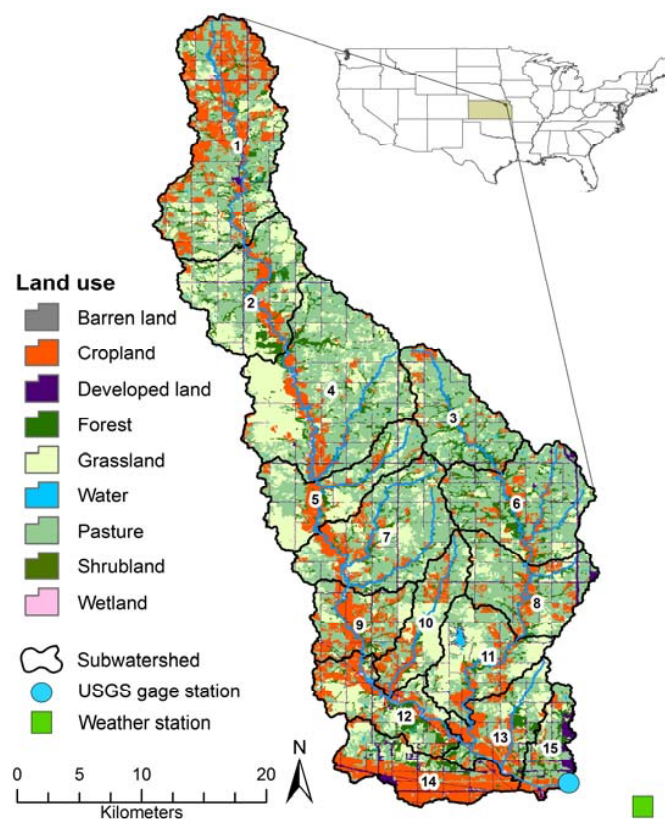 1
2
Land use
Barren land
Cropland
Developed land
Forest
Grassland
Water
Pasture
Shrubland
Wetland
Subwatershed
USGS gage station
Weather station
4
3
5
6
7
8
9
10
11
12
13
15
14
N
0 5 10 20
Kilometers